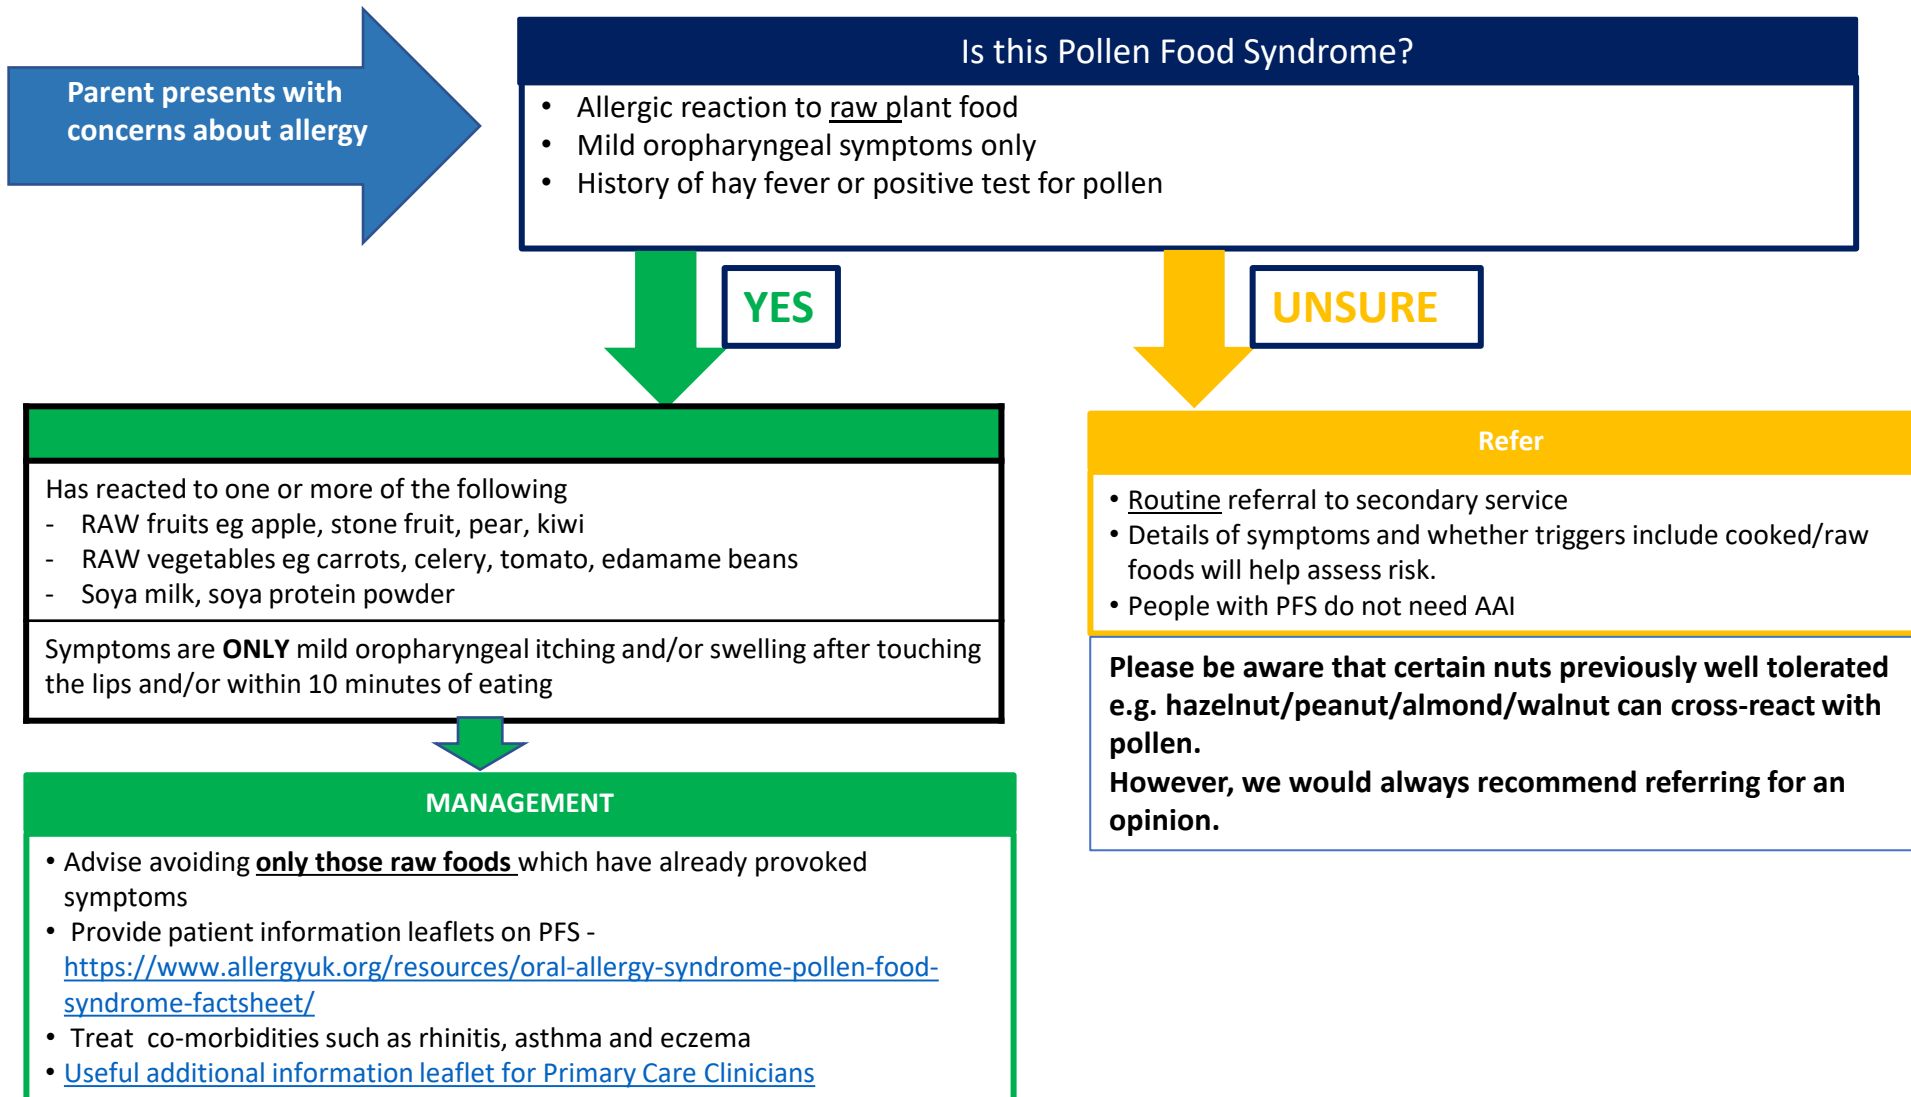 Parent presents with
concerns about allergy
Is this Pollen Food Syndrome?
• Allergic reaction to raw plant food
• Mild oropharyngeal symptoms only
• History of hay fever or positive test for pollen
YES
UNSURE
Has reacted to one or more of the following
- RAW fruits eg apple, stone fruit, pear, kiwi
- RAW vegetables eg carrots, celery, tomato, edamame beans
- Soya milk, soya protein powder
Symptoms are ONLY mild oropharyngeal itching and/or swelling after touching
the lips and/or within 10 minutes of eating
MANAGEMENT
• Advise avoiding only those raw foods which have already provoked
symptoms
• Provide patient information leaflets on PFS -
https://www.allergyuk.org/resources/oral-allergy-syndrome-pollen-food-
syndrome-factsheet/
• Treat co-morbidities such as rhinitis, asthma and eczema
• Useful additional information leaflet for Primary Care Clinicians
Refer
• Routine referral to secondary service
• Details of symptoms and whether triggers include cooked/raw
foods will help assess risk.
• People with PFS do not need AAI
Please be aware that certain nuts previously well tolerated
e.g. hazelnut/peanut/almond/walnut can cross-react with
pollen.
However, we would always recommend referring for an
opinion.